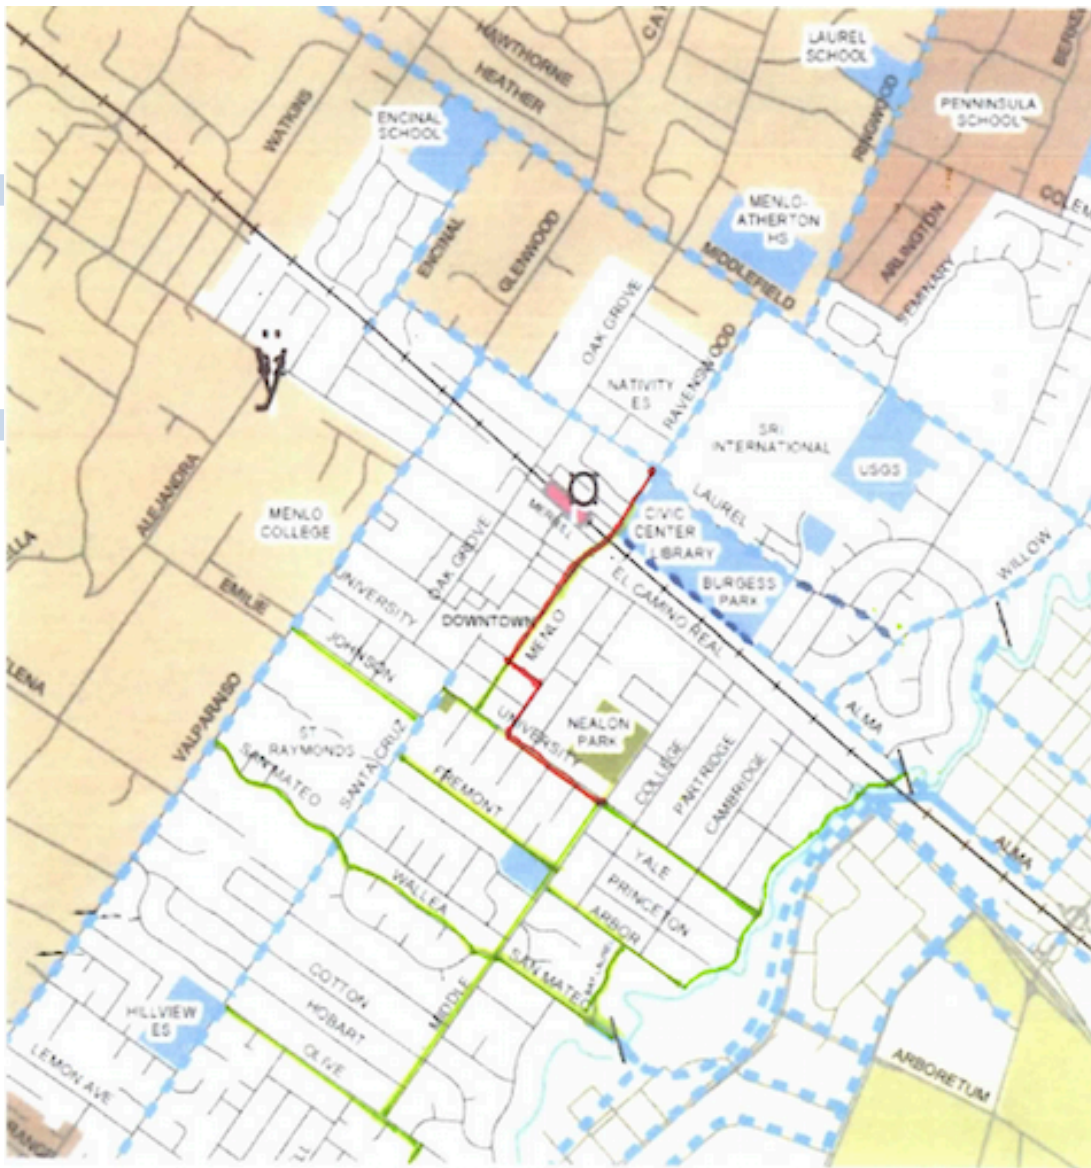 HAWTHORNE
HEATHER
LAUREL
SCHOOL
WATKINS
ENCINAL
SCHOOL
RINGWOOD
PENNINSULA
SCHOOL
MENLO-
ATHERTON
HS
ENCINAL
GLENWOOD
MIDDLEFIELD
ARLINGTON
SEMINARY
ÿ
OAK GROVE
NATIVITY
ES
RAVENSWOOD
SRI
INTERNATIONAL
USGS
ALEJANDRA
MENLO
COLLEGE
OAK GROVE
MERRILL
CIVIC
CENTER
LIBRARY
LAUREL
WILLOW
BURGESS
PARK
EMILIE
UNIVERSITY
DOWNTOWN
MENLO
EL CAMINO REAL
JOHNSON
VALPARAISO
ST
RAYMONDS
SANTA CRUZ
UNIVERSITY
NEALON
PARK
ALMA
SAN MATEO
FREMONT
COLLEGE
PARTRIDGE
CAMBRIDGE
ALMA
WALLEA
YALE
PRINCETON
ARBOR
SAN MATEO
COTTON
HOBART
MIDDLE
HILLVIEW
ES
OLIVE
LEMON AVE
ARBORETUM